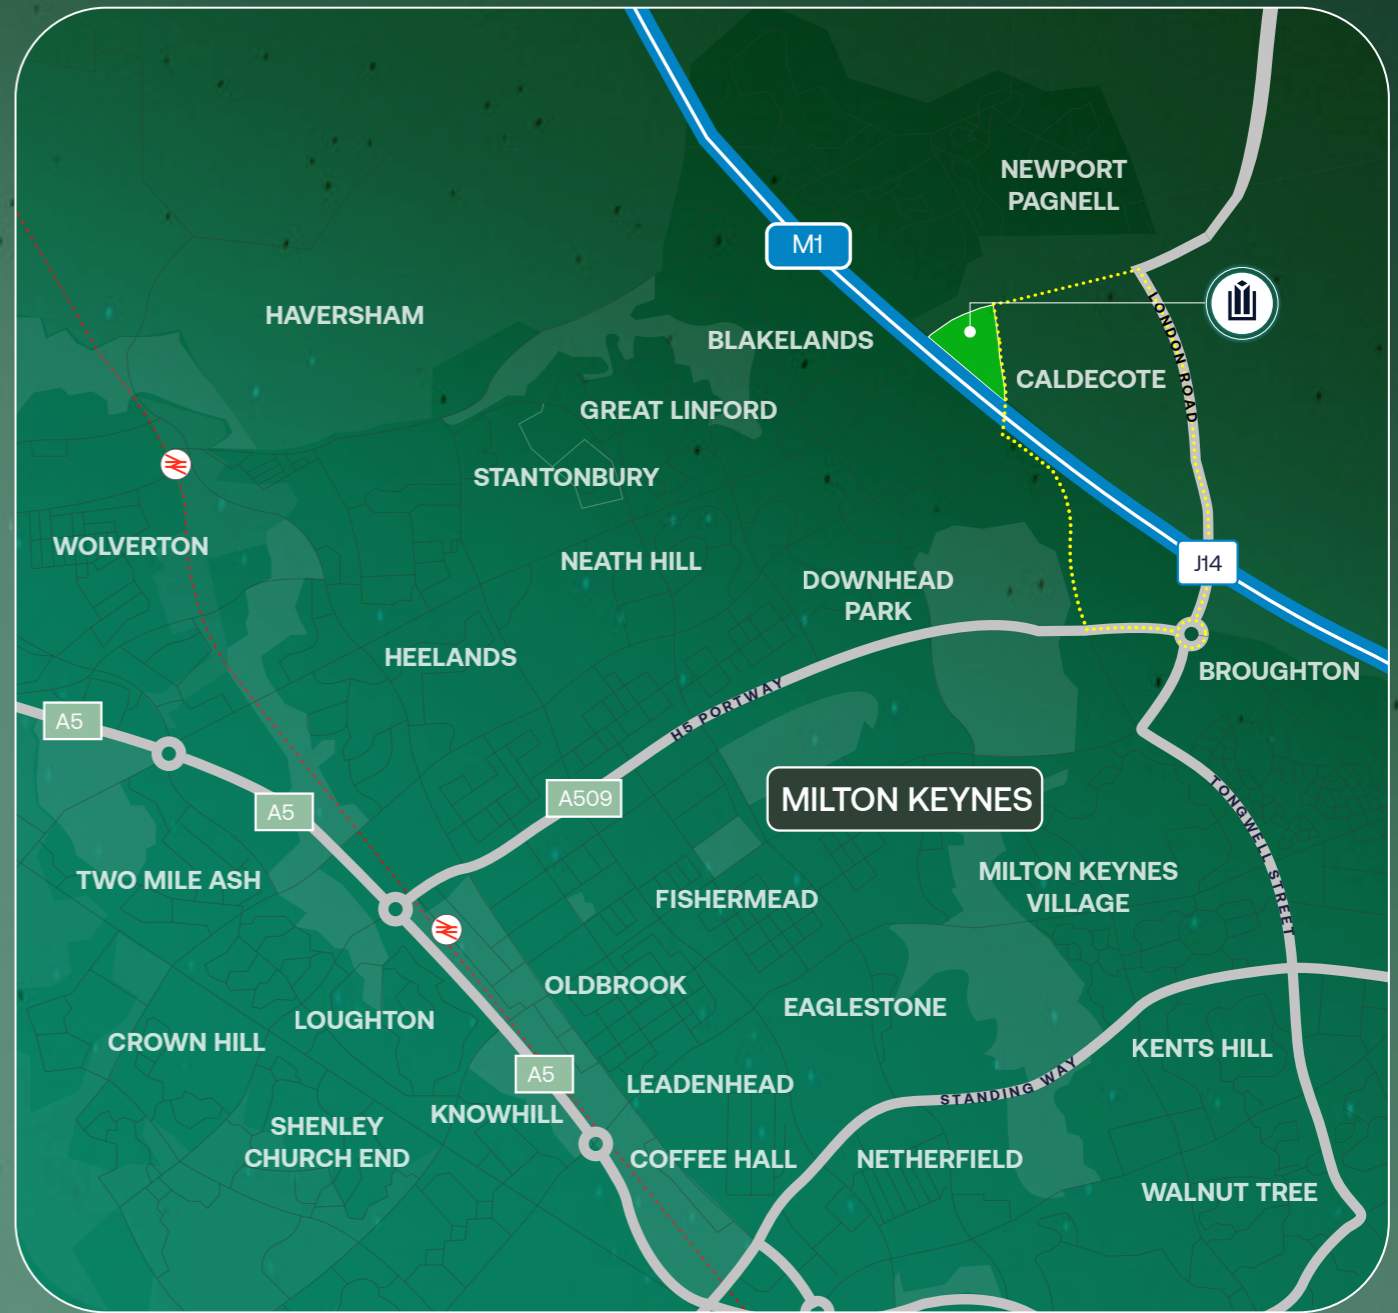 NEWPORT
PAGNELL
M1
HAVERSHAM
BLAKELANDS
LONDON ROAD
CALDECOTE
GREAT LINFORD
STANTONBURY
WOLVERTON
NEATH HILL
J14
DOWNHEAD
PARK
HEELANDS
BROUGHTON
H5 PORTWAY
A5
A5
A509
MILTON KEYNES
TONGWELL STREET
TWO MILE ASH
FISHERMEAD
MILTON KEYNES
VILLAGE
OLDBROOK
EAGLESTONE
LOUGHTON
CROWN HILL
KENTS HILL
A5
LEADENHEAD
STANDING WAY
KNOWHILL
SHENLEY
CHURCH END
COFFEE HALL
NETHERFIELD
WALNUT TREE